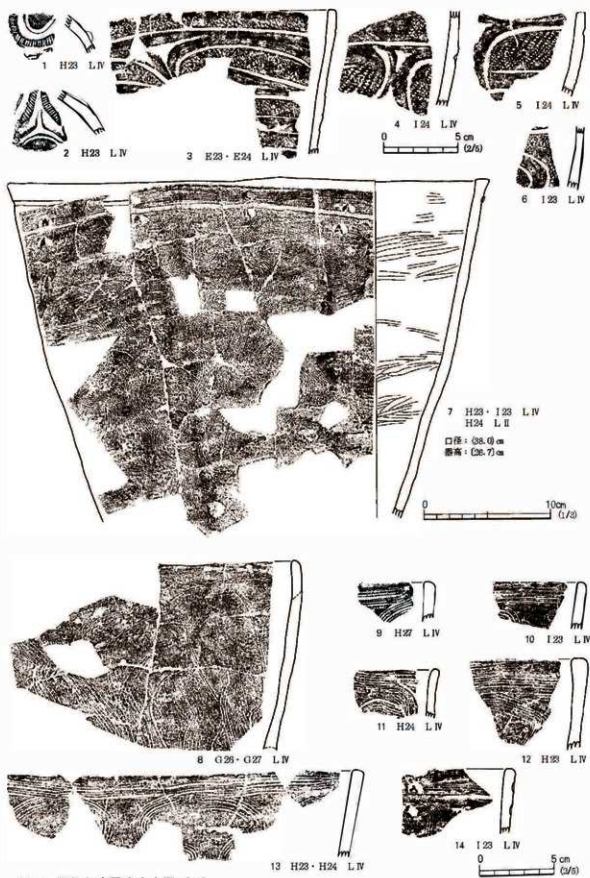 1 H23 LⅣ
2 H23 LⅣ
3 E23・E24 LⅣ
4 I24 LⅣ
5 I24 LⅣ
0 5cm
(2/5)
6 I23 LⅣ
7 H23・I23 LⅣ
H24 LⅡ
口径：(38.0)㎝
器高：(26.7)㎝
0 10cm
(1/3)
8 G26・G27 LⅣ
9 H27 LⅣ
10 I23 LⅣ
11 H24 LⅣ
12 H23 LⅣ
13 H23・H24 LⅣ
14 I23 LⅣ
0 5cm
(2/5)